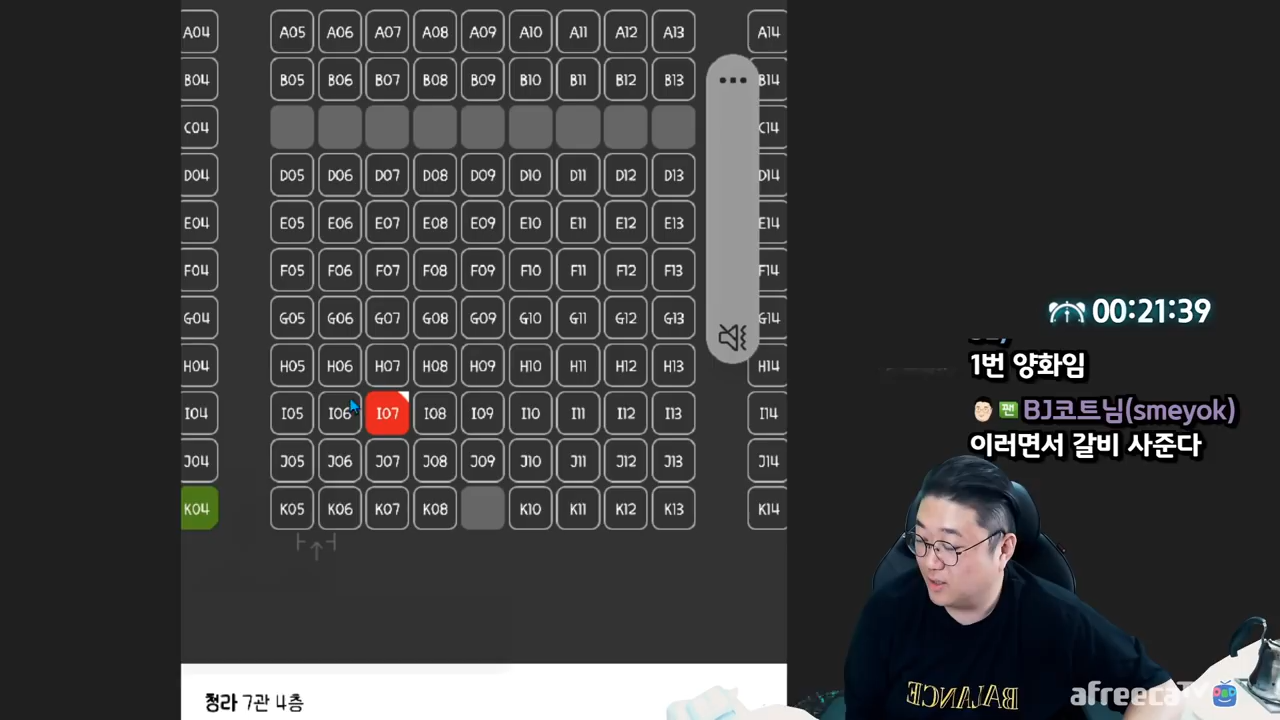 A04 A05 A06 A07 A08 A09 A10 A11 A12 A13 A14
B04 B05 B06 B07 B08 B09 B10 B11 B12 B13 B14
C04 C14
D04 D05 D06 D07 D08 D09 D10 D11 D12 D13 D14
E04 E05 E06 E07 E08 E09 E10 E11 E12 E13 E14
F04 F05 F06 F07 F08 F09 F10 F11 F12 F13 F14
G04 G05 G06 G07 G08 G09 G10 G11 G12 G13 G14
H04 H05 H06 H07 H08 H09 H10 H11 H12 H13 H14
I04 I05 I06 I07 I08 I09 I10 I11 I12 I13 I14
J04 J05 J06 J07 J08 J09 J10 J11 J12 J13 J14
K04 K05 K06 K07 K08 K10 K11 K12 K13 K14
청라 7관 4층
00:21:39
1번 양화임
팬 BJ코트님(smeyok)
이러면서 갈비 사준다
BALANCE
afreecaTV